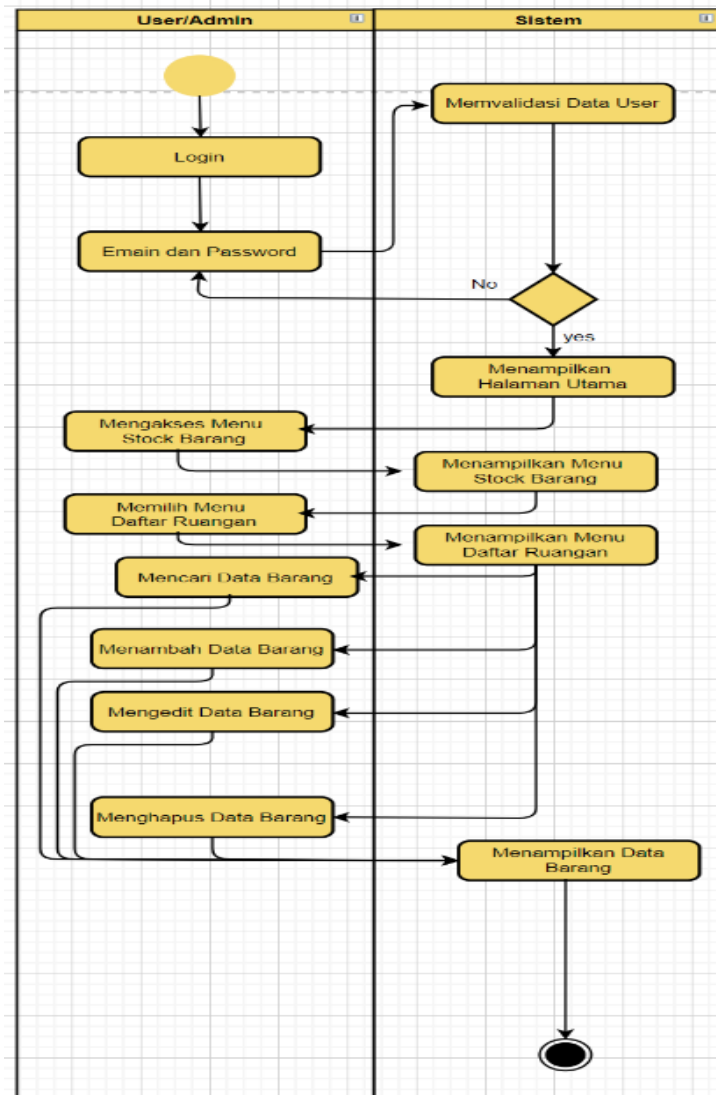 User/Admin
Sistem
Memvalidasi Data User
Login
Emain dan Password
No
yes
Menampilkan
Halaman Utama
Mengakses Menu
Stock Barang
Menampilkan Menu
Stock Barang
Memilih Menu
Daftar Ruangan
Menampilkan Menu
Daftar Ruangan
Mencari Data Barang
Menambah Data Barang
Mengedit Data Barang
Menghapus Data Barang
Menampilkan Data
Barang